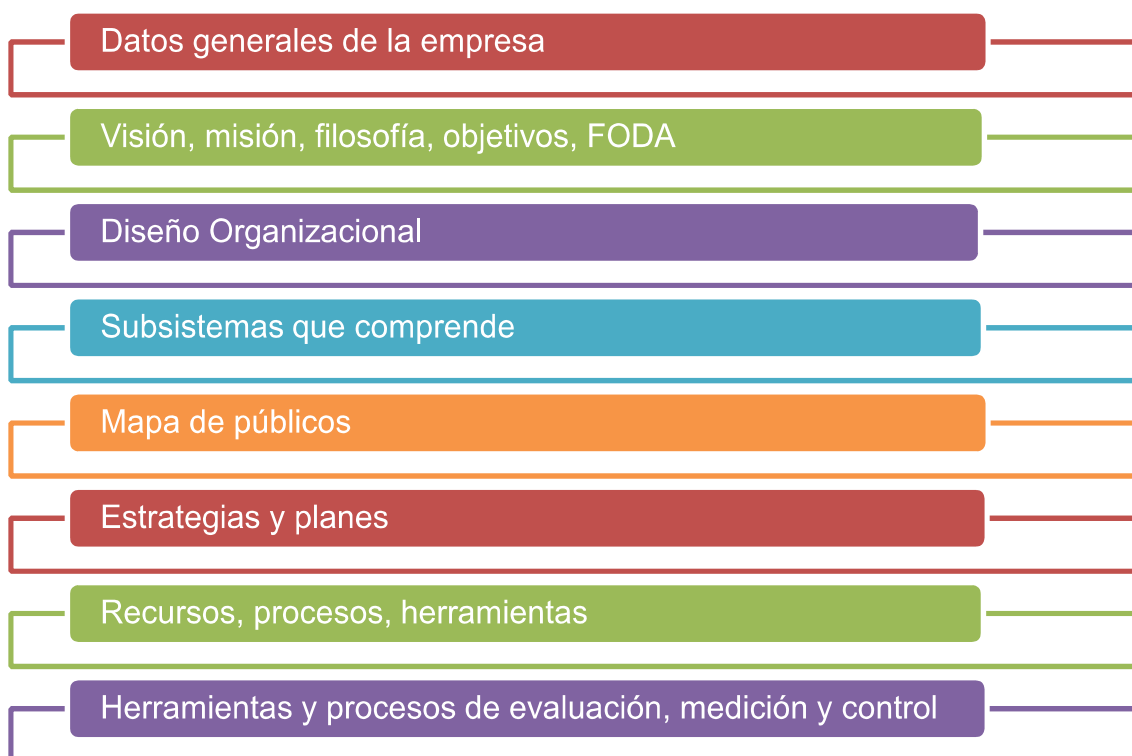 Datos generales de la empresa
Visión, misión, filosofía, objetivos, FODA
Diseño Organizacional
Subsistemas que comprende
Mapa de públicos
Estrategias y planes
Recursos, procesos, herramientas
Herramientas y procesos de evaluación, medición y control